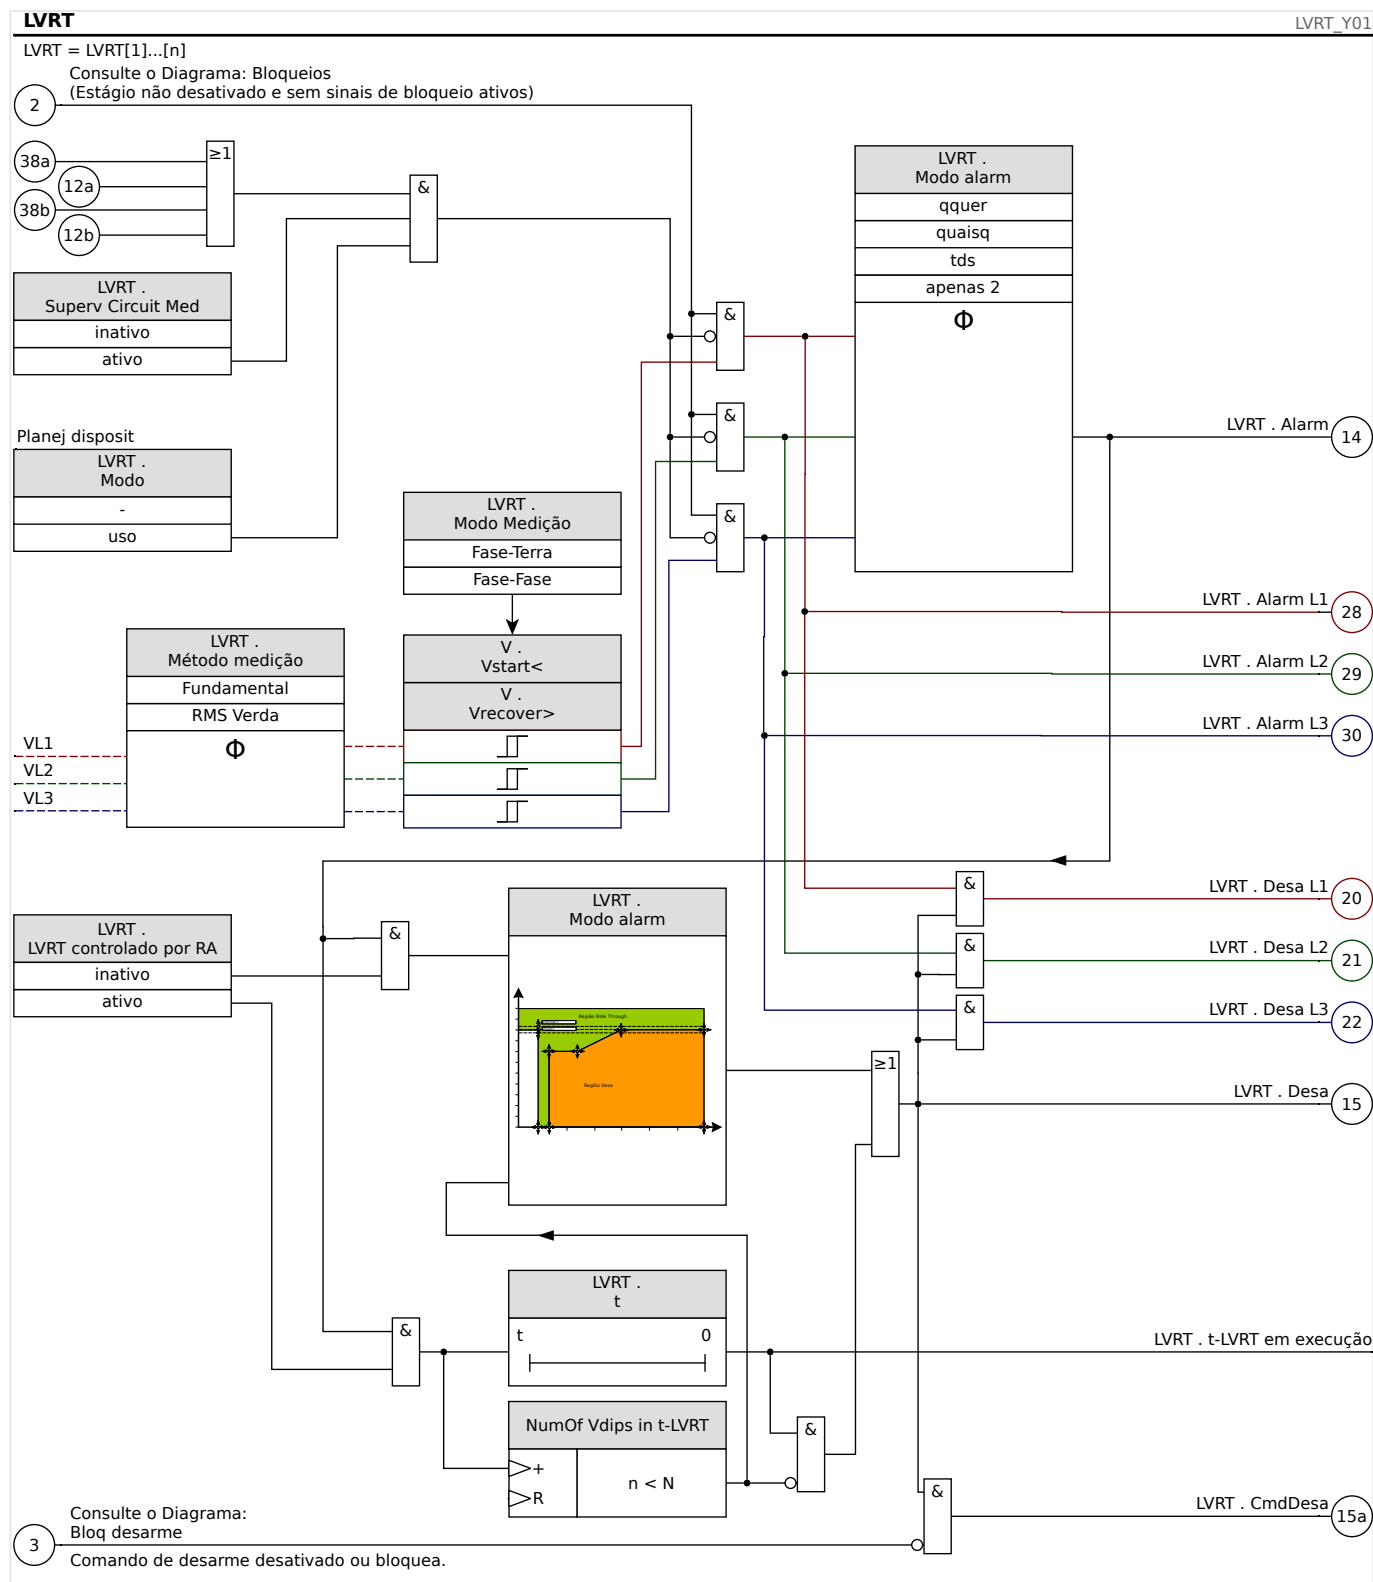 LVRT
LVRT_Y01
LVRT = LVRT[1]...[n]
Consulte o Diagrama: Bloqueios
(Estágio não desativado e sem sinais de bloqueio ativos)
2
38a
12a
38b
12b
≥1
&
LVRT .
Superv Circuit Med
inativo
ativo
Planej disposit
LVRT .
Modo
-
uso
LVRT .
Modo Medição
Fase-Terra
Fase-Fase
LVRT .
Método medição
Fundamental
RMS Verda
Φ
VL1
VL2
VL3
V .
Vstart<
V .
Vrecover>
&
&
&
LVRT .
Modo alarm
qquer
quaisq
tds
apenas 2
Φ
LVRT . Alarm
14
LVRT . Alarm L1
28
LVRT . Alarm L2
29
LVRT . Alarm L3
30
LVRT .
LVRT controlado por RA
inativo
ativo
&
LVRT .
Modo alarm
Região Ride Through
Região Desa
&
LVRT . Desa L1
20
&
LVRT . Desa L2
21
&
LVRT . Desa L3
22
≥1
LVRT . Desa
15
&
LVRT .
t
t
0
LVRT . t-LVRT em execução
NumOf Vdips in t-LVRT
+
R
n < N
&
&
LVRT . CmdDesa
15a
Consulte o Diagrama:
Bloq desarme
3
Comando de desarme desativado ou bloquea.